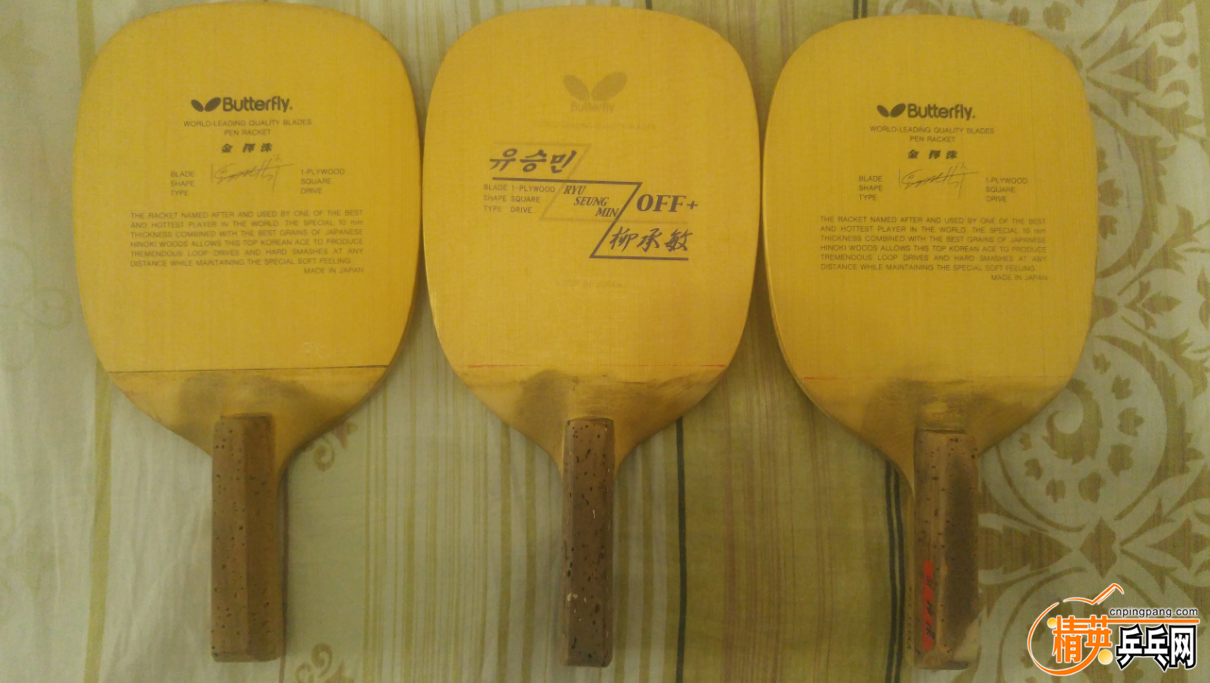 Butterfly.
WORLD-LEADING QUALITY BLADES
PEN RACKET
金擇洙
BLADE 1-PLYWOOD
SHAPE SQUARE
TYPE DRIVE
THE RACKET NAMED AFTER AND USED BY ONE OF THE BEST
AND HOTTEST PLAYER IN THE WORLD. THE SPECIAL 10 mm
THICKNESS COMBINED WITH THE BEST GRAINS OF JAPANESE
HINOKI WOODS ALLOWS THIS TOP KOREAN ACE TO PRODUCE
TREMENDOUS LOOP DRIVES AND HARD SMASHES AT ANY
DISTANCE WHILE MAINTAINING THE SPECIAL SOFT FEELING.
MADE IN JAPAN
Butterfly
유승민
BLADE 1-PLYWOOD
SHAPE SQUARE
TYPE DRIVE
RYU
SEUNG
MIN
OFF+
柳承敏
Butterfly.
WORLD-LEADING QUALITY BLADES
PEN RACKET
金擇洙
BLADE 1-PLYWOOD
SHAPE SQUARE
TYPE DRIVE
THE RACKET NAMED AFTER AND USED BY ONE OF THE BEST
AND HOTTEST PLAYER IN THE WORLD. THE SPECIAL 10 mm
THICKNESS COMBINED WITH THE BEST GRAINS OF JAPANESE
HINOKI WOODS ALLOWS THIS TOP KOREAN ACE TO PRODUCE
TREMENDOUS LOOP DRIVES AND HARD SMASHES AT ANY
DISTANCE WHILE MAINTAINING THE SPECIAL SOFT FEELING.
MADE IN JAPAN
cnpingpang.com
精英乒乓网